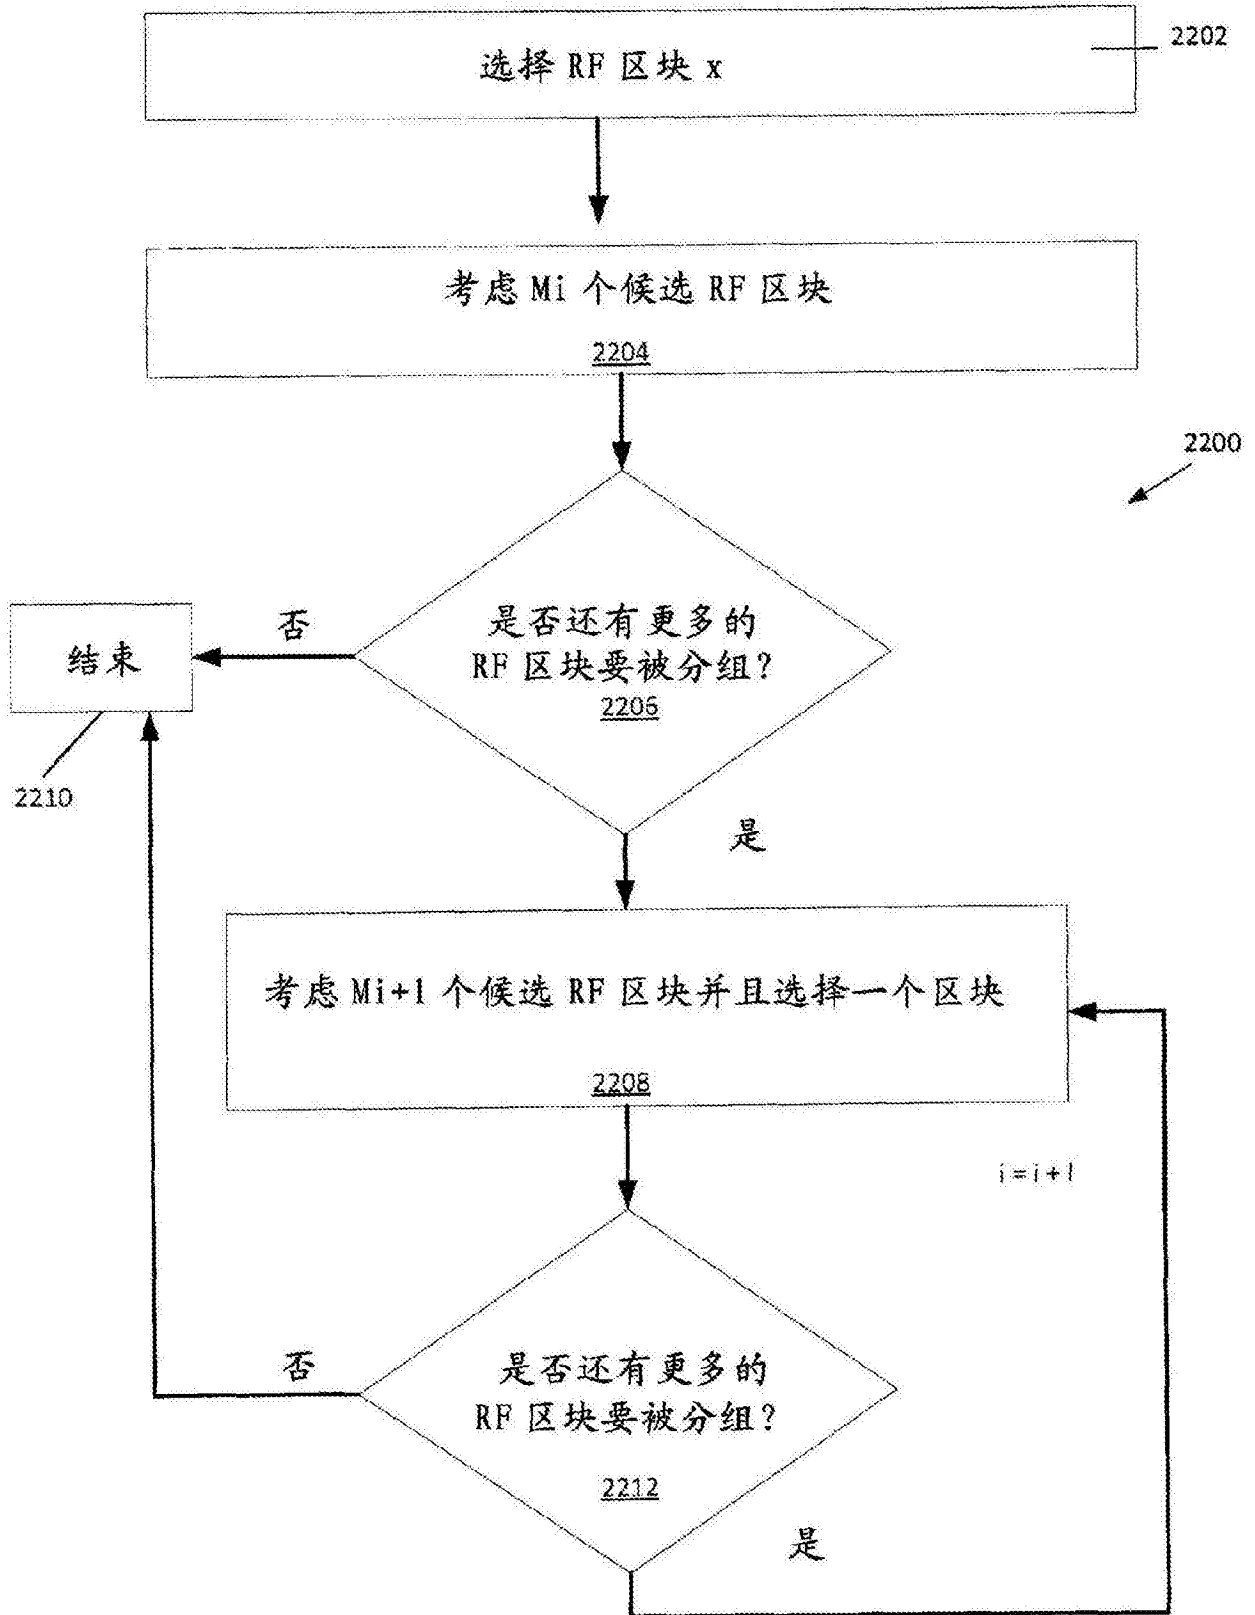 选择 RF 区块 x
2202
考虑 Mi 个候选 RF 区块
2204
2200
是否还有更多的
RF 区块要被分组?
2206
否
结束
2210
是
考虑 Mi+1 个候选 RF 区块并且选择一个区块
2208
i = i + 1
是否还有更多的
RF 区块要被分组?
2212
否
是